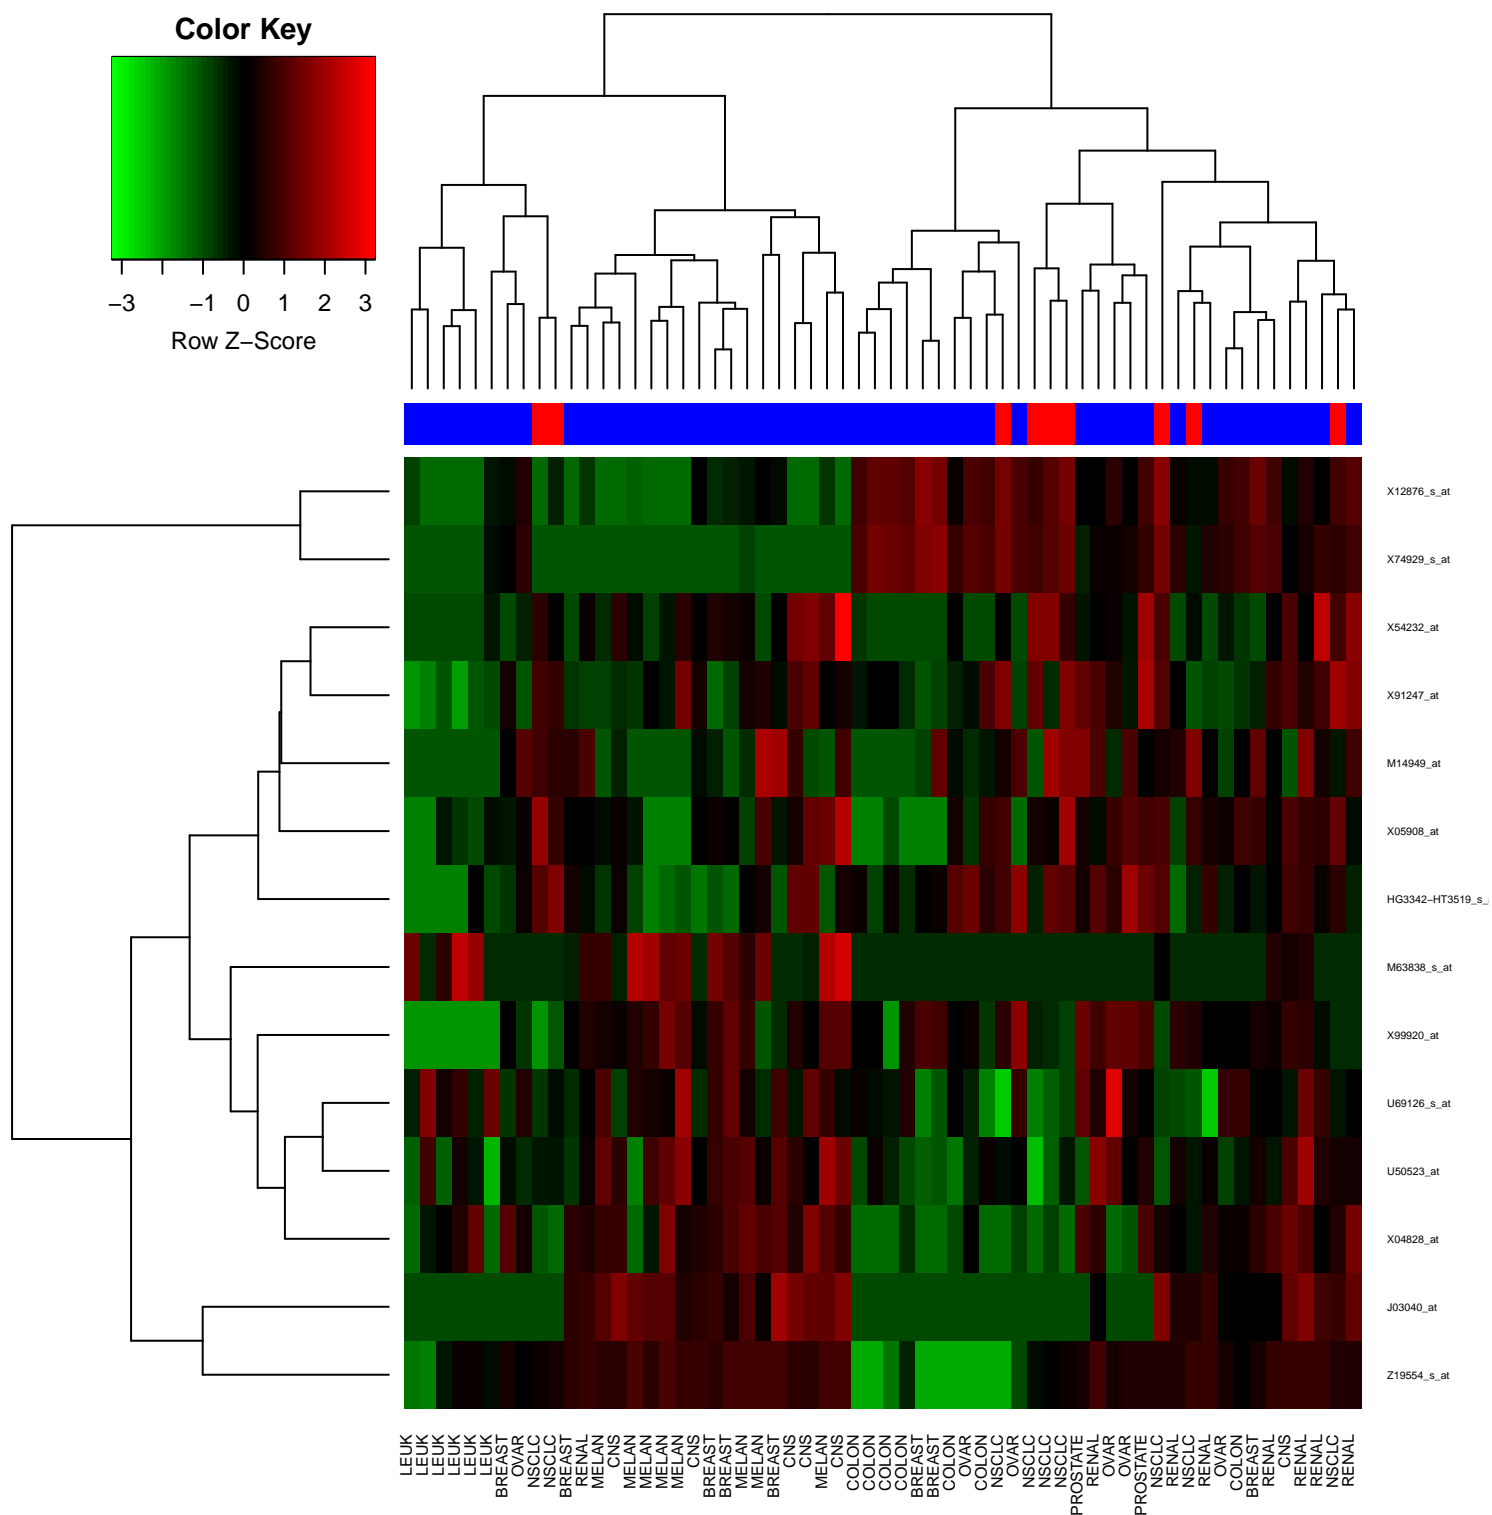 Color Key
−3 −1 0 1 2 3
Row Z−Score
X12876_s_at
X74929_s_at
X54232_at
X91247_at
M14949_at
X05908_at
HG3342−HT3519_s_
M63838_s_at
X99920_at
U69126_s_at
U50523_at
X04828_at
J03040_at
Z19554_s_at
LEUK
LEUK
LEUK
LEUK
LEUK
LEUK
BREAST
OVAR
NSCLC
NSCLC
BREAST
RENAL
MELAN
CNS
MELAN
MELAN
MELAN
MELAN
CNS
BREAST
BREAST
MELAN
MELAN
BREAST
CNS
CNS
MELAN
CNS
COLON
COLON
COLON
COLON
BREAST
BREAST
COLON
OVAR
COLON
NSCLC
OVAR
NSCLC
NSCLC
NSCLC
PROSTATE
RENAL
OVAR
OVAR
PROSTATE
NSCLC
RENAL
NSCLC
RENAL
OVAR
COLON
BREAST
RENAL
CNS
RENAL
RENAL
NSCLC
RENAL